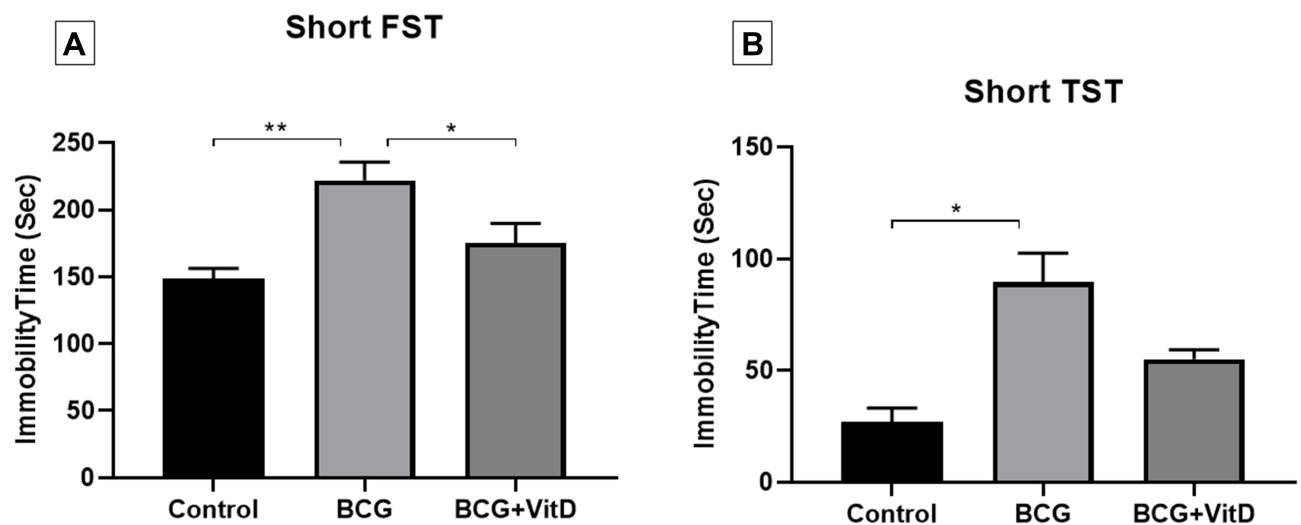 A
Short FST
ImmobilityTime (Sec)
250
200
150
100
50
0
**
*
Control
BCG
BCG+VitD
B
Short TST
ImmobilityTime (Sec)
150
100
50
0
*
Control
BCG
BCG+VitD